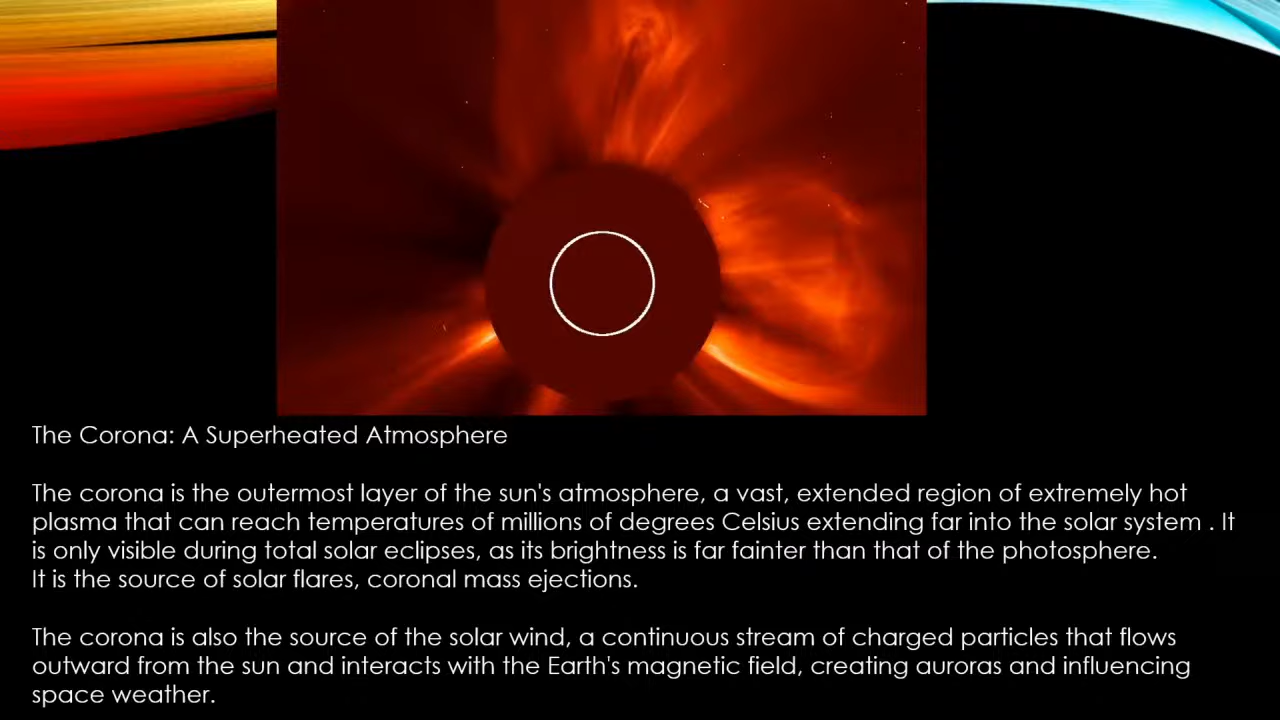 The Corona: A Superheated Atmosphere
The corona is the outermost layer of the sun's atmosphere, a vast, extended region of extremely hot
plasma that can reach temperatures of millions of degrees Celsius extending far into the solar system . It
is only visible during total solar eclipses, as its brightness is far fainter than that of the photosphere.
It is the source of solar flares, coronal mass ejections.
The corona is also the source of the solar wind, a continuous stream of charged particles that flows
outward from the sun and interacts with the Earth's magnetic field, creating auroras and influencing
space weather.